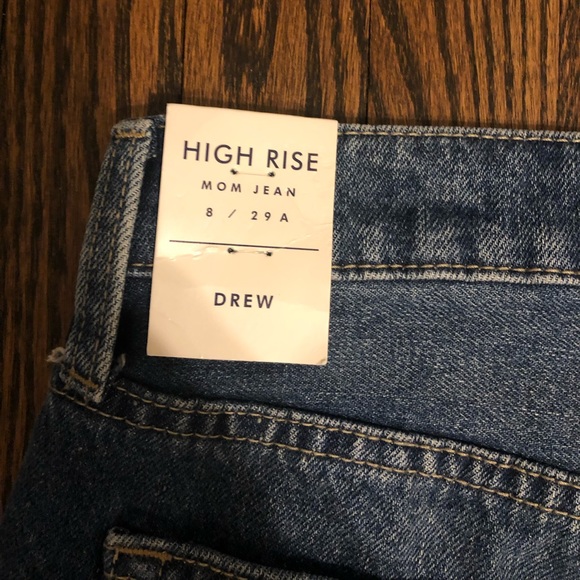 HIGH RISE
MOM JEAN
8 / 29A
DREW